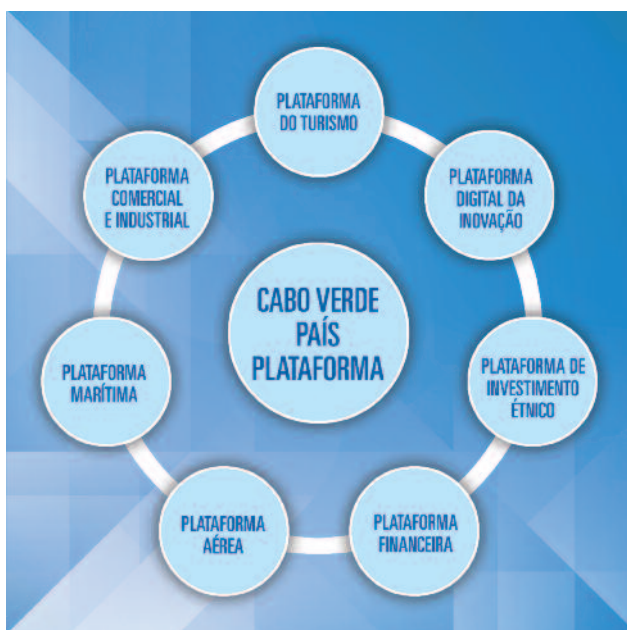 PLATAFORMA
DO TURISMO
PLATAFORMA
DIGITAL DA
INOVAÇÃO
PLATAFORMA DE
INVESTIMENTO
ÉTNICO
PLATAFORMA
FINANCEIRA
PLATAFORMA
AÉREA
PLATAFORMA
MARÍTIMA
PLATAFORMA
COMERCIAL
E INDUSTRIAL
CABO VERDE
PAÍS
PLATAFORMA